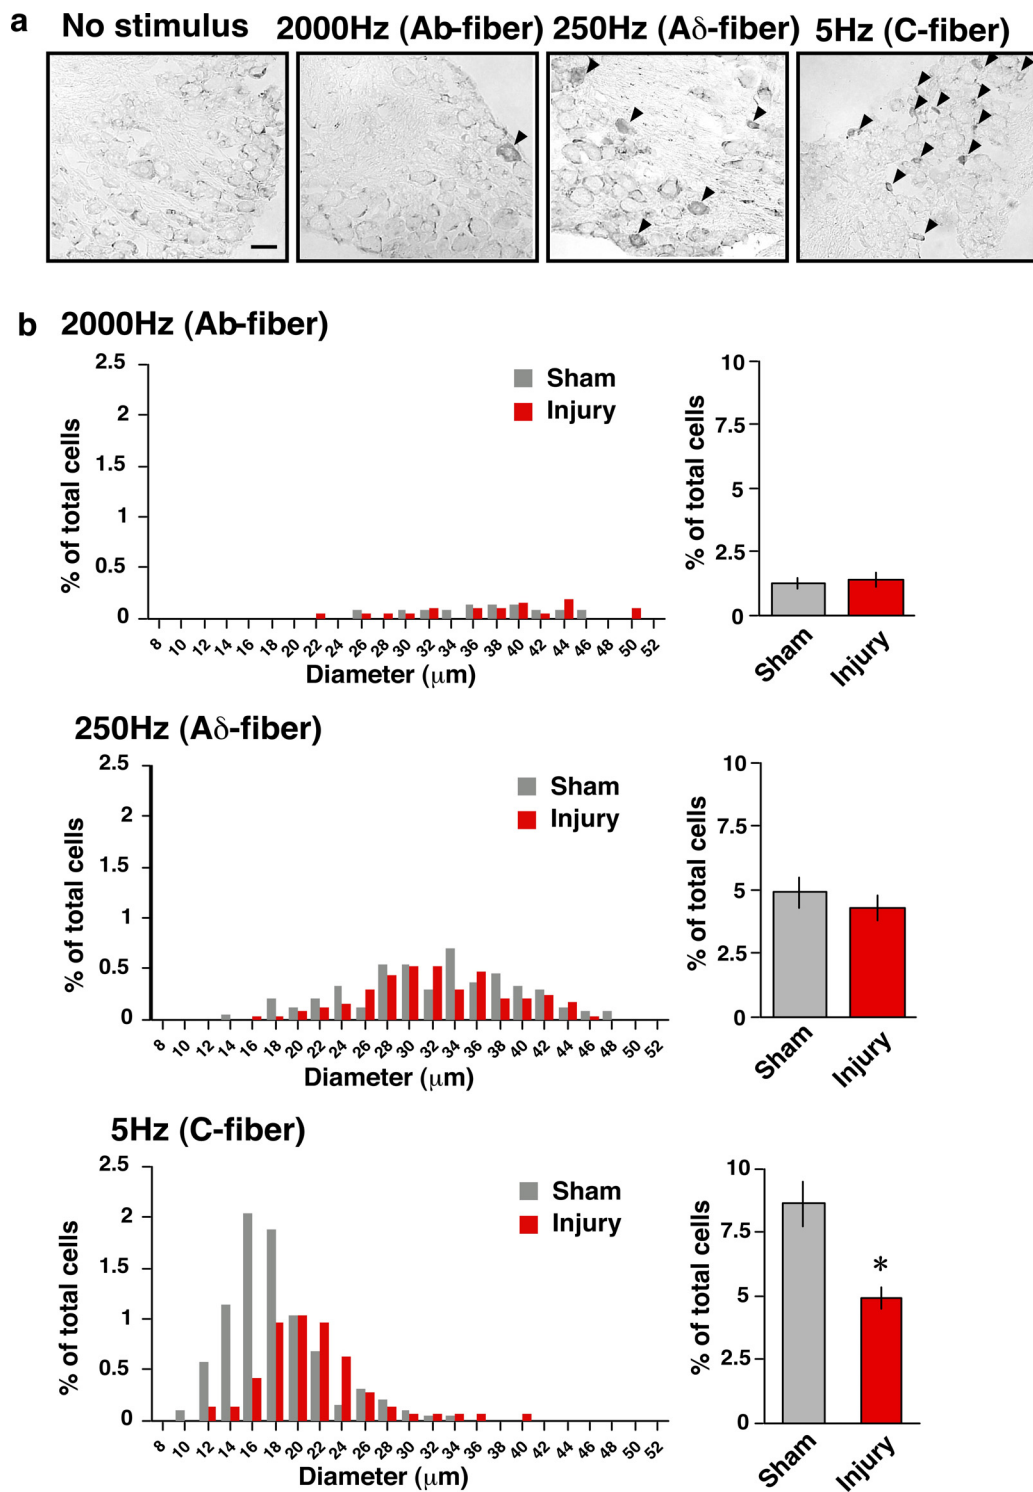 a
No stimulus 2000Hz (Ab-fiber) 250Hz (Aδ-fiber) 5Hz (C-fiber)
b 2000Hz (Ab-fiber)
% of total cells
2.5
2
1.5
1
0.5
0
Sham
Injury
8 10 12 14 16 18 20 22 24 26 28 30 32 34 36 38 40 42 44 46 50 52
Diameter (μm)
% of total cells
10
7.5
5
2.5
0
Sham Injury
250Hz (Aδ-fiber)
% of total cells
2.5
2
1.5
1
0.5
0
Sham
Injury
8 10 12 14 16 18 20 22 24 26 28 30 32 34 36 38 40 42 44 46 48 50 52
Diameter (μm)
% of total cells
10
7.5
5
2.5
0
Sham Injury
5Hz (C-fiber)
% of total cells
2.5
2
1.5
1
0.5
0
Sham
Injury
8 10 12 14 16 18 20 22 24 26 28 30 32 34 36 38 40 42 44 46 48 50 52
Diameter (μm)
% of total cells
10
7.5
5
2.5
0
*
Sham Injury